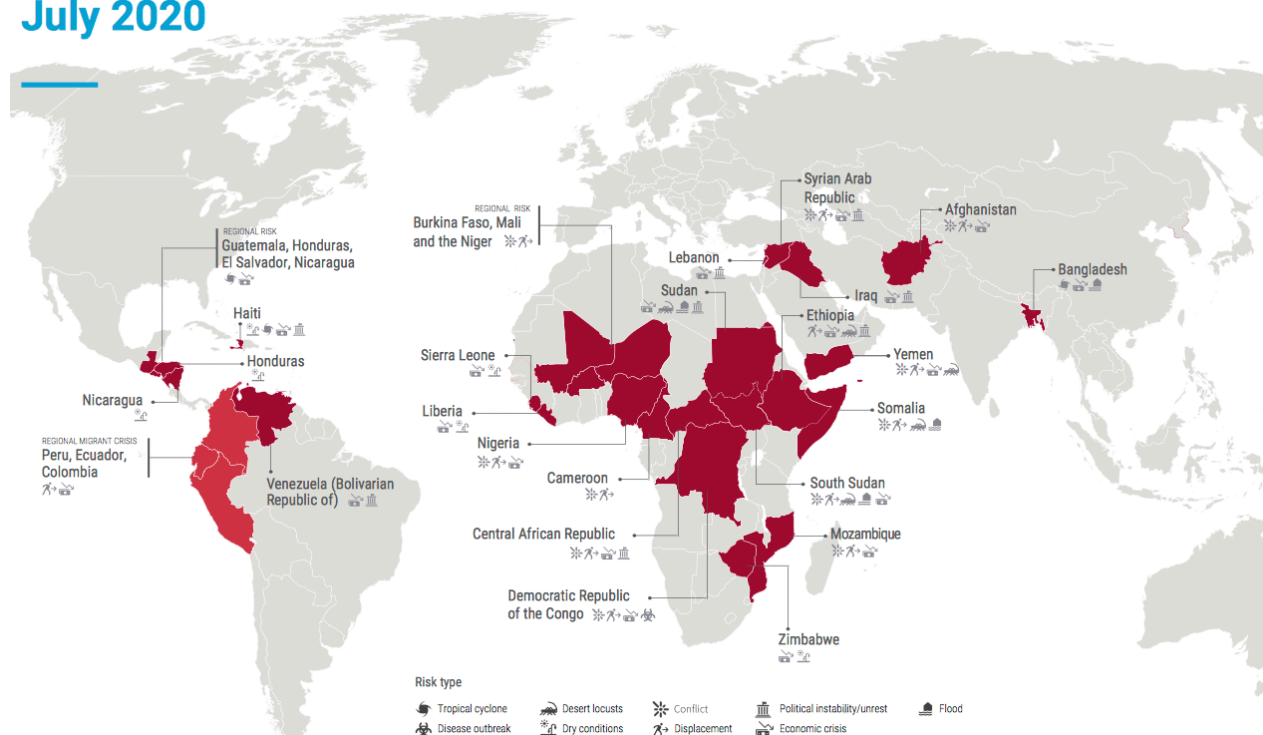 July 2020
Syrian Arab
Republic
REGIONAL RISK
Burkina Faso, Mali
and the Niger
Afghanistan
REGIONAL RISK
Guatemala, Honduras,
El Salvador, Nicaragua
Lebanon
Bangladesh
Sudan
Iraq
Haiti
Ethiopia
Sierra Leone
Honduras
Yemen
Nicaragua
Liberia
Somalia
REGIONAL MIGRANT CRISIS
Peru, Ecuador,
Colombia
Nigeria
Cameroon
Venezuela (Bolivarian
Republic of)
South Sudan
Central African Republic
Mozambique
Democratic Republic
of the Congo
Zimbabwe
Risk type
Tropical cyclone
Desert locusts
Conflict
Political instability/unrest
Flood
Disease outbreak
Dry conditions
Displacement
Economic crisis